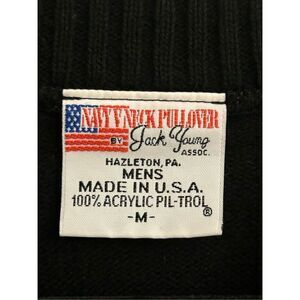 NAVY V NECK PULLOVER
BY Jack Young
ASSOC.
HAZLETON, PA.
MENS
MADE IN U.S.A.
100% ACRYLIC PIL-TROL ®
-M-